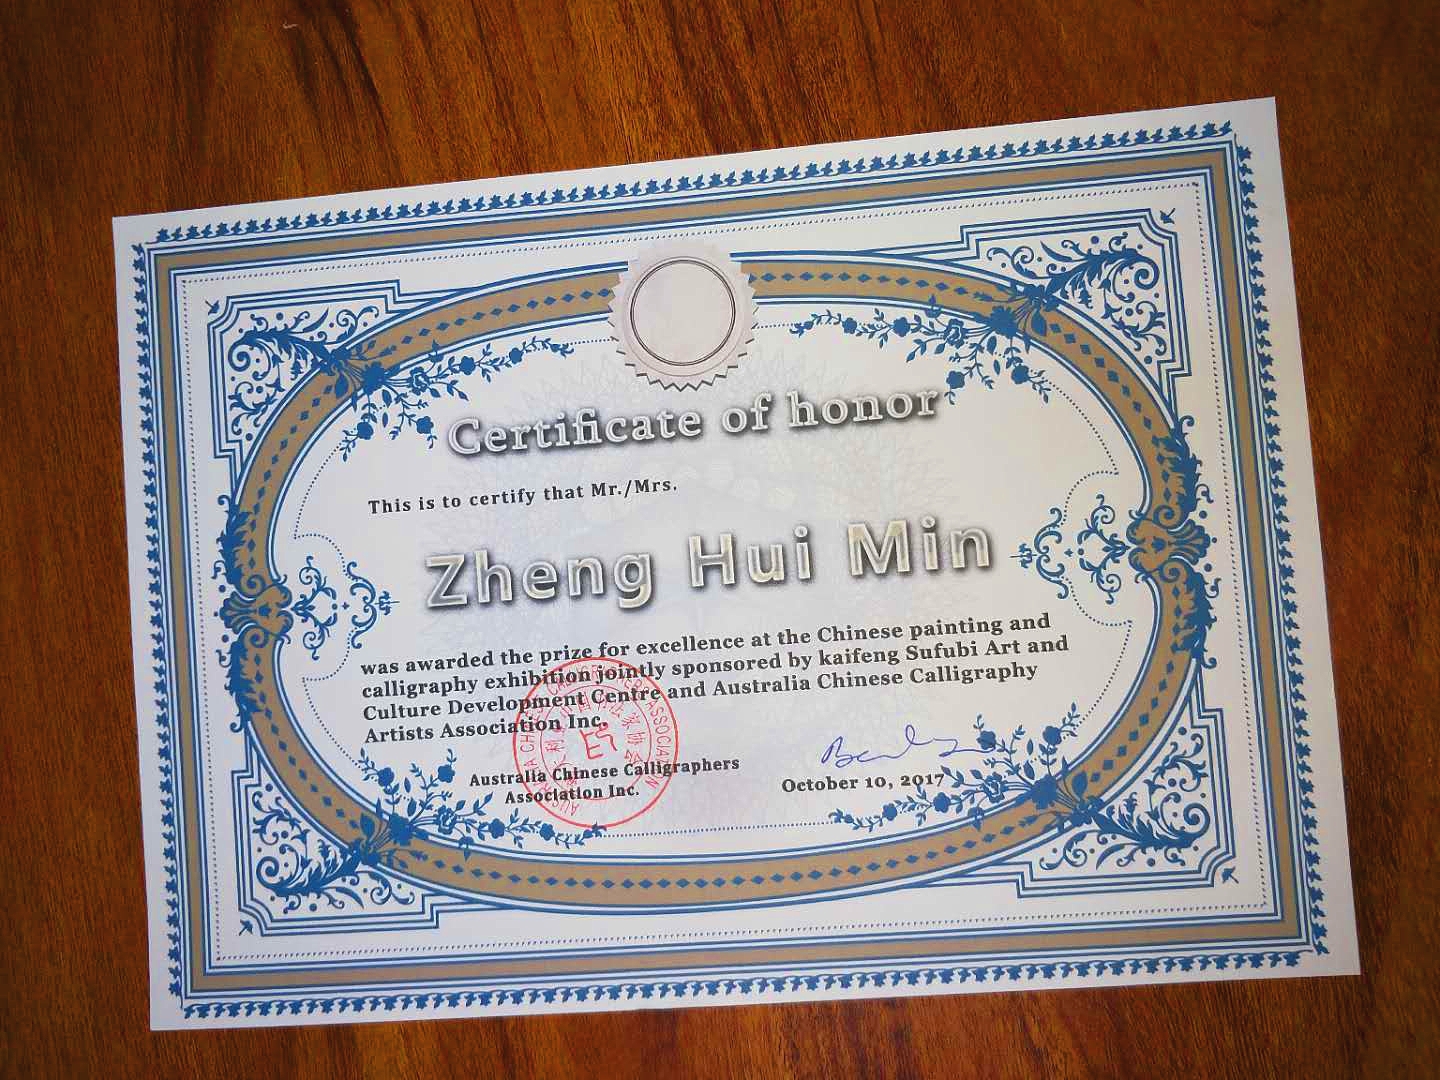 Certificate of honor
This is to certify that Mr./Mrs.
Zheng Hui Min
was awarded the prize for excellence at the Chinese painting and
calligraphy exhibition jointly sponsored by kaifeng Sufubi Art and
Culture Development Centre and Australia Chinese Calligraphy
Artists Association Inc.
Australia Chinese Calligraphers
Association Inc.
October 10, 2017